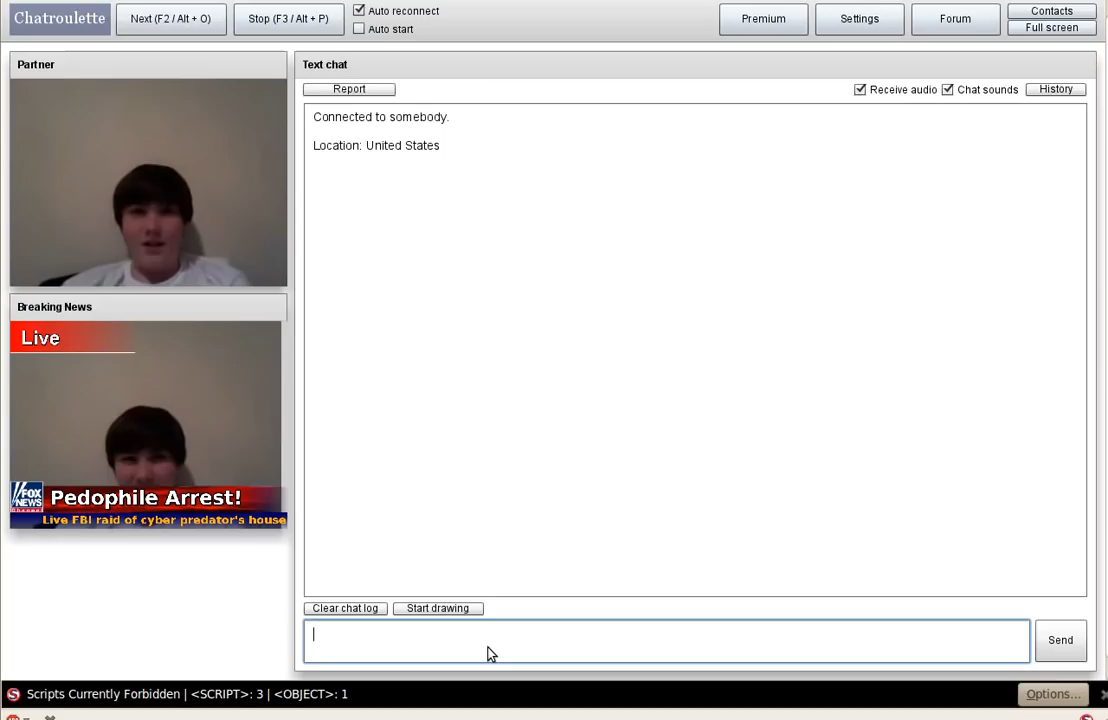 Chatroulette
Next (F2 / Alt + O)
Stop (F3 / Alt + P)
Auto reconnect
Auto start
Premium
Settings
Forum
Contacts
Full screen
Partner
Text chat
Report
Receive audio
Chat sounds
History
Connected to somebody.
Location: United States
Breaking News
Live
FOX
NEWS
Channel
Pedophile Arrest!
Live FBI raid of cyber predator's house
Clear chat log
Start drawing
Send
Scripts Currently Forbidden | <SCRIPT>: 3 | <OBJECT>: 1
Options...